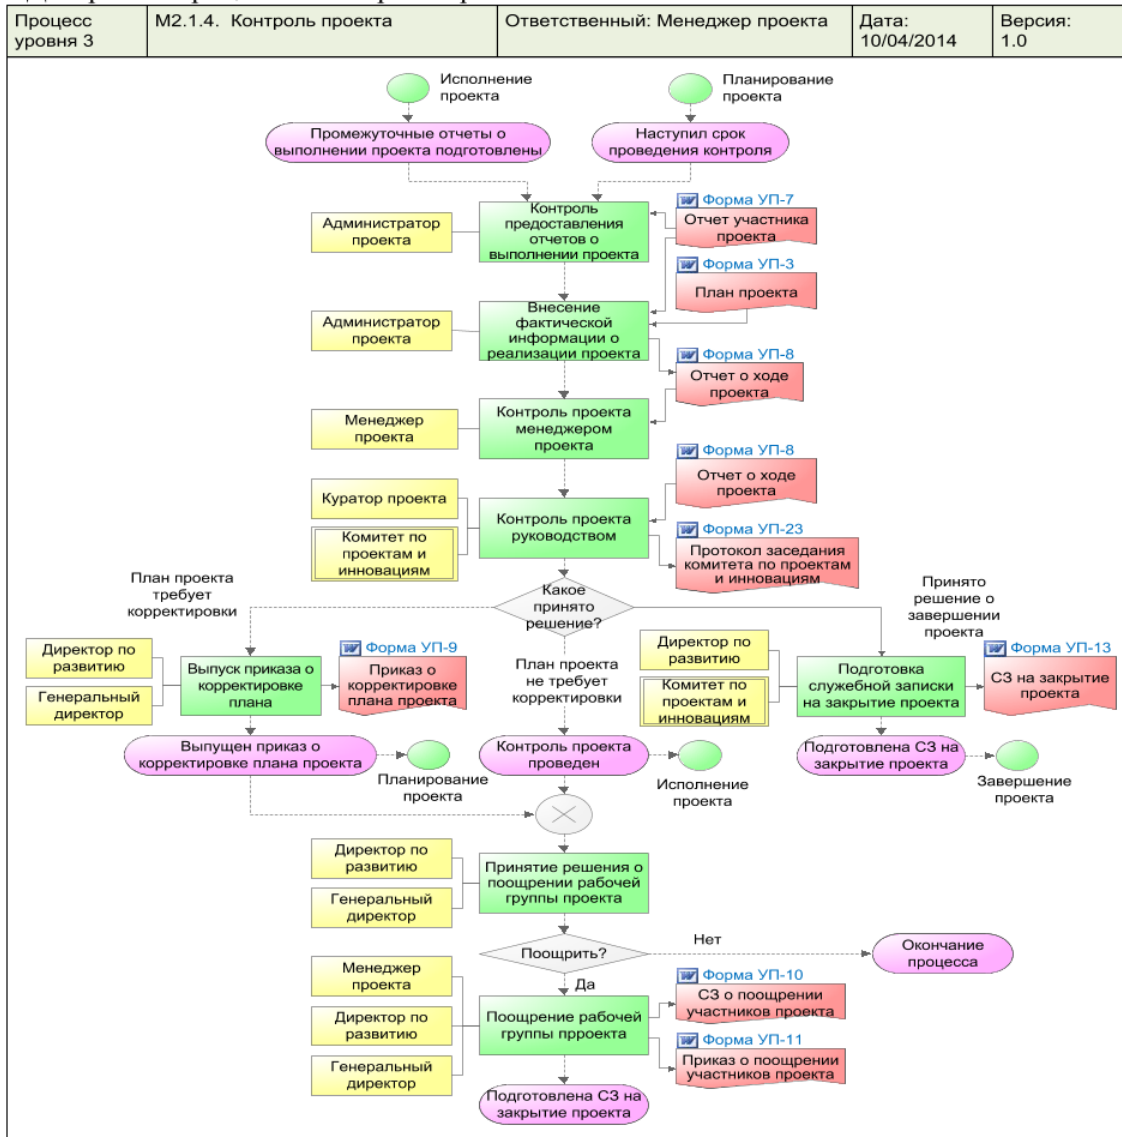 Процесс
уровня 3
М2.1.4. Контроль проекта
Ответственный: Менеджер проекта
Дата:
10/04/2014
Версия:
1.0
Исполнение
проекта
Планирование
проекта
Промежуточные отчеты о
выполнении проекта подготовлены
Наступил срок
проведения контроля
Администратор
проекта
Контроль
предоставления
отчетов о
выполнении проекта
Форма УП-7
Отчет участника
проекта
Форма УП-3
План проекта
Администратор
проекта
Внесение
фактической
информации о
реализации проекта
Форма УП-8
Отчет о ходе
проекта
Менеджер
проекта
Контроль проекта
менеджером
проекта
Форма УП-8
Отчет о ходе
проекта
Куратор проекта
Комитет по
проектам и
инновациям
Контроль проекта
руководством
Форма УП-23
Протокол заседания
комитета по проектам
и инновациям
План проекта
требует
корректировки
Какое
принято
решение?
Принято
решение о
завершении
проекта
Директор по
развитию
Генеральный
директор
Выпуск приказа о
корректировке
плана
Форма УП-9
Приказ о
корректировке
плана проекта
План проекта
не требует
корректировки
Директор по
развитию
Комитет по
проектам и
инновациям
Подготовка
служебной записки
на закрытие проекта
Форма УП-13
СЗ на закрытие
проекта
Выпущен приказ о
корректировке плана проекта
Планирование
проекта
Контроль проекта
проведен
Исполнение
проекта
Подготовлена СЗ на
закрытие проекта
Завершение
проекта
Директор по
развитию
Генеральный
директор
Принятие решения о
поощрении рабочей
группы проекта
Поощрить?
Нет
Окончание
процесса
Да
Менеджер
проекта
Директор по
развитию
Генеральный
директор
Поощрение рабочей
группы прроекта
Форма УП-10
СЗ о поощрении
участников проекта
Форма УП-11
Приказ о поощрении
участников проекта
Подготовлена СЗ на
закрытие проекта